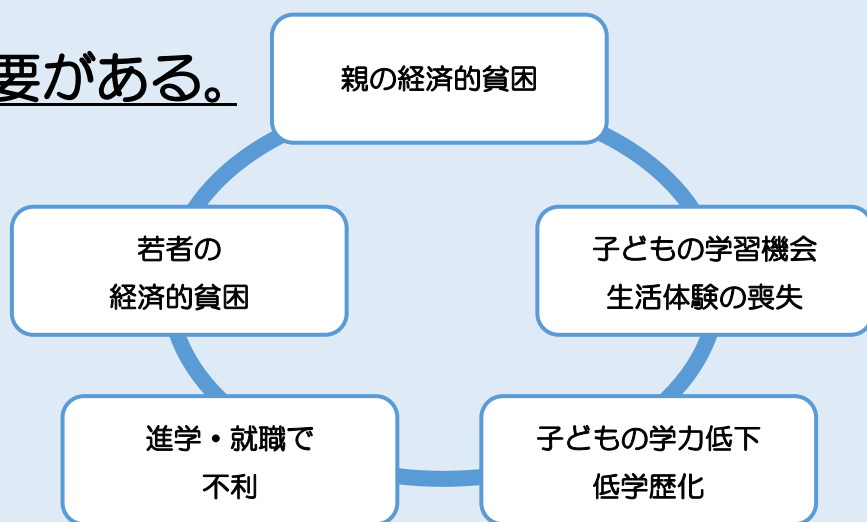 要がある。
親の経済的貧困
子どもの学習機会
生活体験の喪失
子どもの学力低下
低学歴化
進学・就職で
不利
若者の
経済的貧困